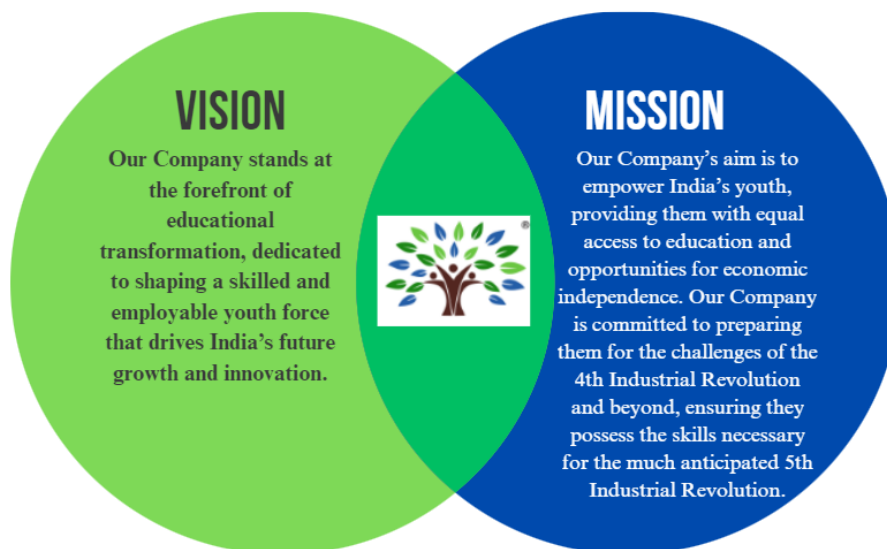 VISION
Our Company stands at
the forefront of
educational
transformation, dedicated
to shaping a skilled and
employable youth force
that drives India's future
growth and innovation.
®
MISSION
Our Company's aim is to
empower India's youth,
providing them with equal
access to education and
opportunities for economic
independence. Our Company
is committed to preparing
them for the challenges of the
4th Industrial Revolution
and beyond, ensuring they
possess the skills necessary
for the much anticipated 5th
Industrial Revolution.